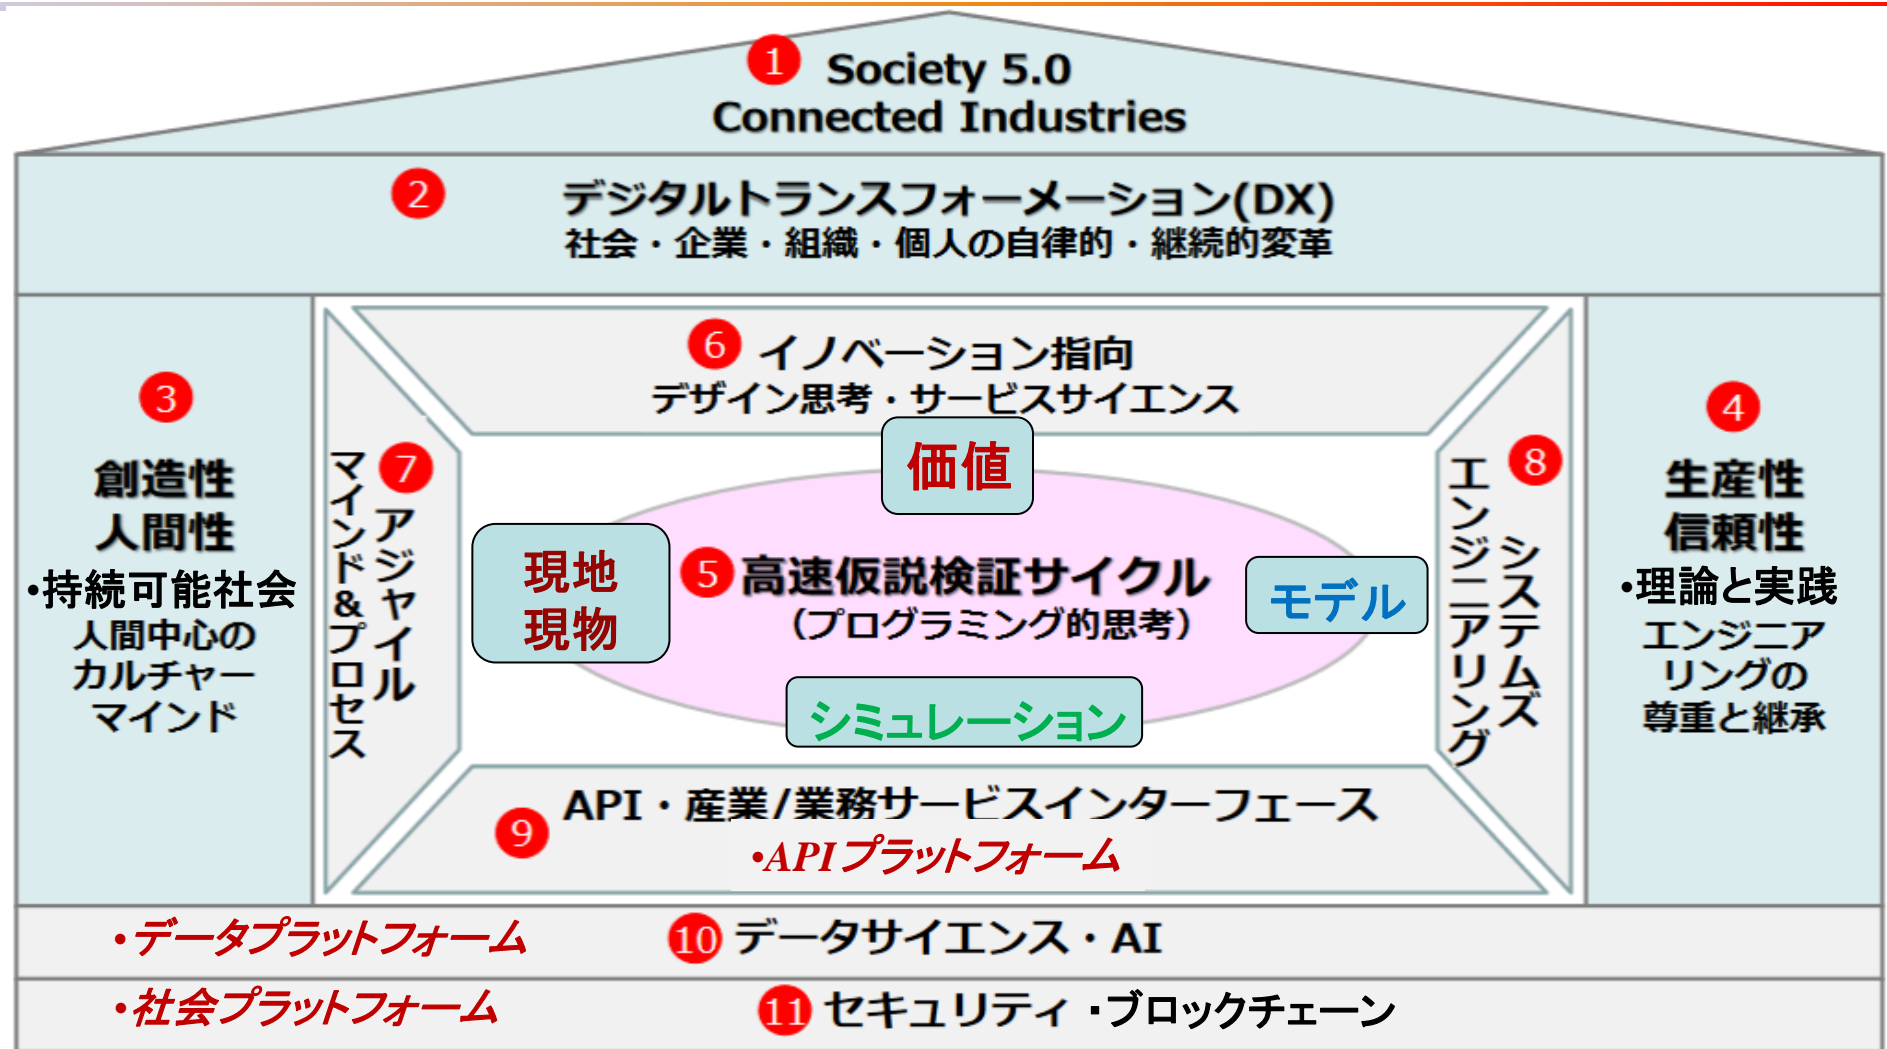 ① Society 5.0
Connected Industries
② デジタルトランスフォーメーション(DX)
社会・企業・組織・個人の自律的・継続的変革
③
創造性
人間性
•持続可能社会
人間中心の
カルチャー
マインド
⑦ アジャイル
マインド&プロセス
⑥ イノベーション指向
デザイン思考・サービスサイエンス
価値
現地
現物
⑤ 高速仮説検証サイクル
(プログラミング的思考)
モデル
シミュレーション
⑧ システムズ
エンジニアリング
④
生産性
信頼性
•理論と実践
エンジニア
リングの
尊重と継承
⑨ API・産業/業務サービスインターフェース
•APIプラットフォーム
•データプラットフォーム ⑩ データサイエンス・AI
•社会プラットフォーム ⑪ セキュリティ ・ブロックチェーン